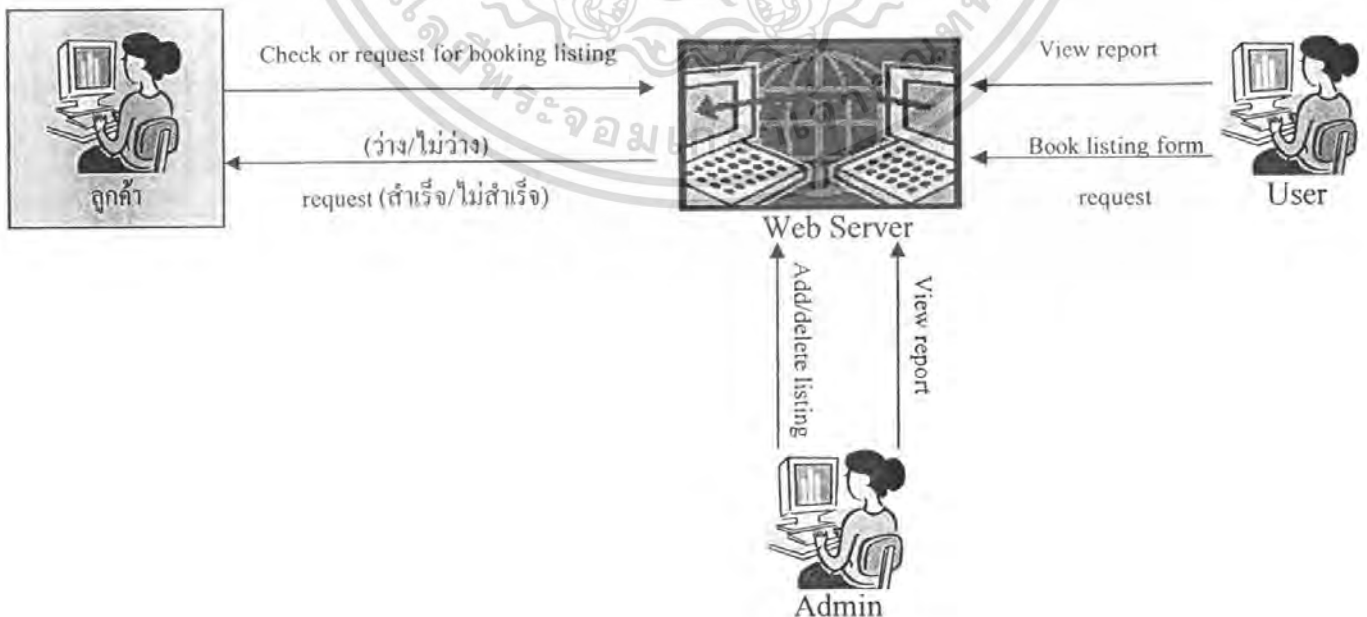 Check or request for booking listing
(ว่าง/ไม่ว่าง)
request (สำเร็จ/ไม่สำเร็จ)
ลูกค้า
View report
Book listing form
request
User
Web Server
Add/delete listing
View report
Admin